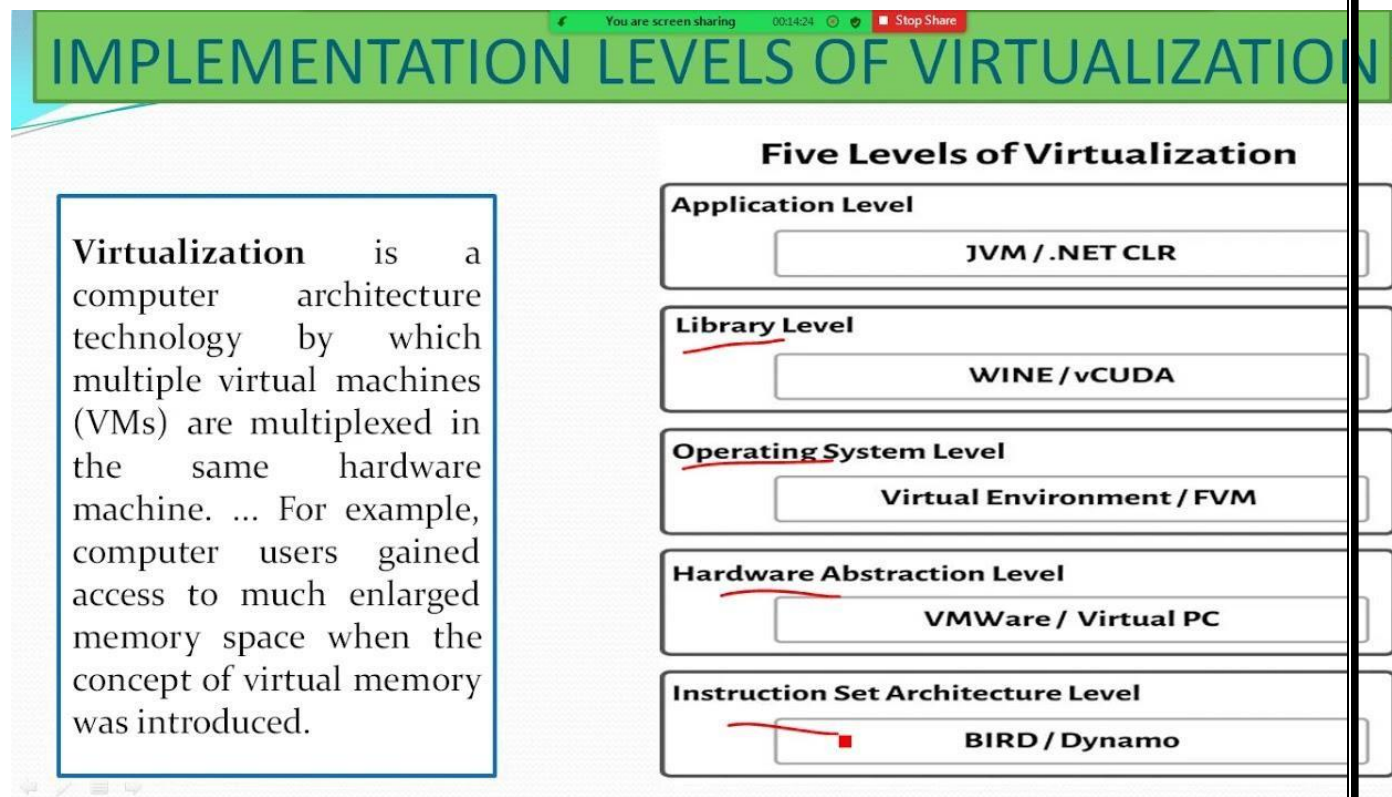 You are screen sharing 00:14:24 Stop Share
IMPLEMENTATION LEVELS OF VIRTUALIZATION
Virtualization is a
computer architecture
technology by which
multiple virtual machines
(VMs) are multiplexed in
the same hardware
machine. ... For example,
computer users gained
access to much enlarged
memory space when the
concept of virtual memory
was introduced.
Five Levels of Virtualization
Application Level
JVM / .NET CLR
Library Level
WINE / vCUDA
Operating System Level
Virtual Environment / FVM
Hardware Abstraction Level
VMWare / Virtual PC
Instruction Set Architecture Level
BIRD / Dynamo